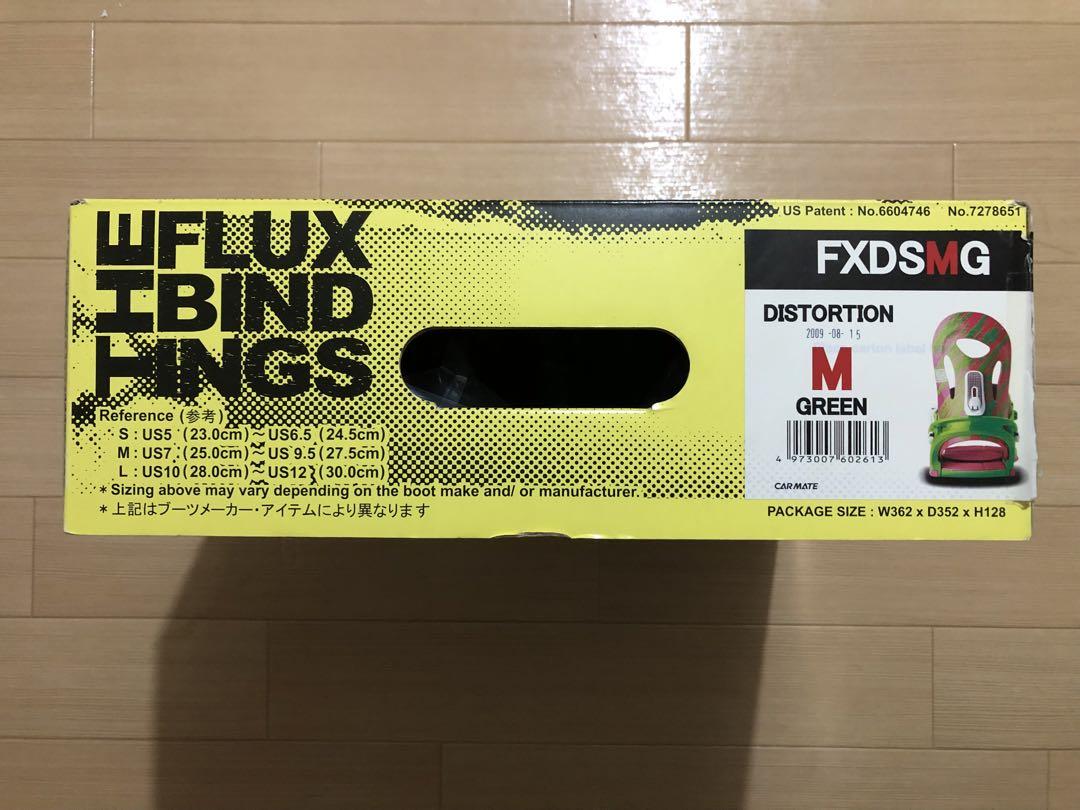 THE FLUX BINDINGS
US Patent : No.6604746 No.7278651
FXDSMG
DISTORTION
2009 -08- 15
M
GREEN
4 973007 602613
CARMATE
PACKAGE SIZE : W362 x D352 x H128
Reference (参考)
S : US5 (23.0cm) ~ US6.5 (24.5cm)
M : US7 (25.0cm) ~ US 9.5 (27.5cm)
L : US10 (28.0cm) ~ US12 (30.0cm)
* Sizing above may vary depending on the boot make and/ or manufacturer.
* 上記はブーツメーカー・アイテムにより異なります